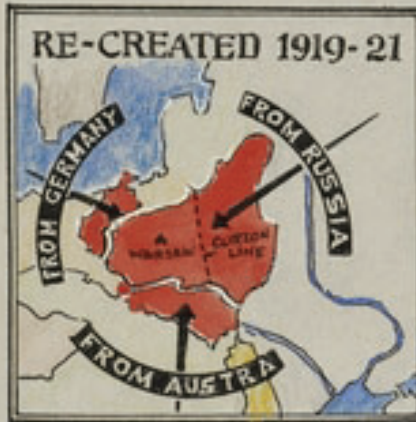 RE-CREATED 1919-21
FROM GERMANY
FROM RUSSIA
WARSAW
CURZON
LINE
FROM AUSTRA